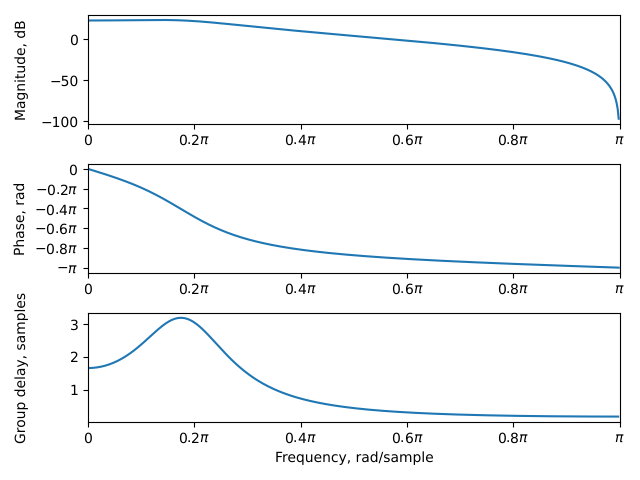 Magnitude, dB
0
−50
−100
0 0.2π 0.4π 0.6π 0.8π π
Phase, rad
0
−0.2π
−0.4π
−0.6π
−0.8π
−π
0 0.2π 0.4π 0.6π 0.8π π
Group delay, samples
3
2
1
0 0.2π 0.4π 0.6π 0.8π π
Frequency, rad/sample